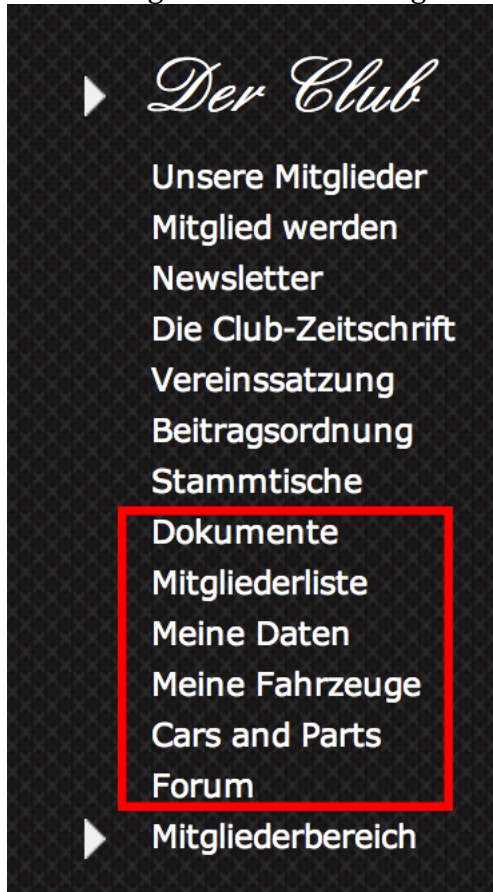 Der Club
Unsere Mitglieder
Mitglied werden
Newsletter
Die Club-Zeitschrift
Vereinssatzung
Beitragsordnung
Stammtische
Dokumente
Mitgliederliste
Meine Daten
Meine Fahrzeuge
Cars and Parts
Forum
Mitgliederbereich